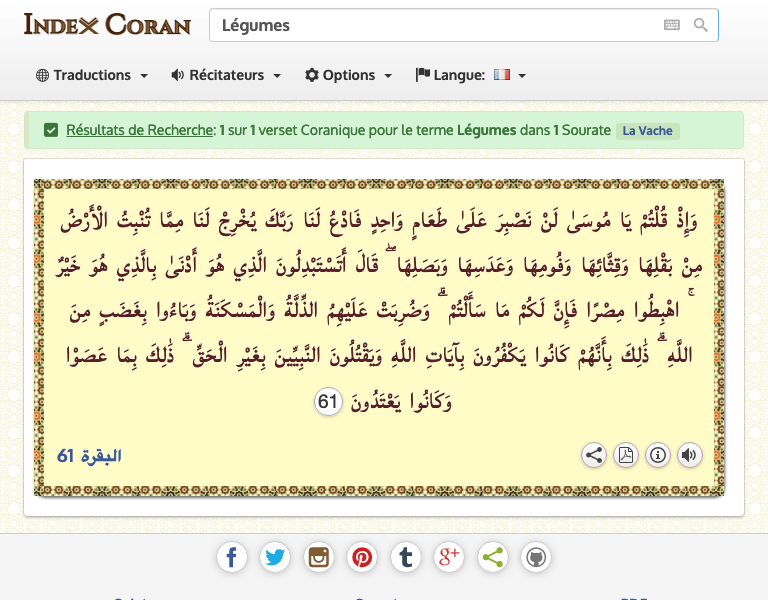 INDEX CORAN
Légumes
Traductions
Récitateurs
Options
Langue:
Résultats de Recherche: 1 sur 1 verset Coranique pour le terme Légumes dans 1 Sourate La Vache
وَإِذْ قُلْتُمْ يَا مُوسَىٰ لَنْ نَصْبِرَ عَلَىٰ طَعَامٍ وَاحِدٍ فَادْعُ لَنَا رَبَّكَ يُخْرِجْ لَنَا مِمَّا تُنْبِتُ الْأَرْضُ
مِنْ بَقْلِهَا وَقِثَّائِهَا وَفُومِهَا وَعَدَسِهَا وَبَصَلِهَا ۖ قَالَ أَتَسْتَبْدِلُونَ الَّذِي هُوَ أَدْنَىٰ بِالَّذِي هُوَ خَيْرٌ
ۚ اهْبِطُوا مِصْرًا فَإِنَّ لَكُمْ مَا سَأَلْتُمْ ۗ وَضُرِبَتْ عَلَيْهِمُ الذِّلَّةُ وَالْمَسْكَنَةُ وَبَاءُوا بِغَضَبٍ مِنَ
اللَّهِ ۗ ذَٰلِكَ بِأَنَّهُمْ كَانُوا يَكْفُرُونَ بِآيَاتِ اللَّهِ وَيَقْتُلُونَ النَّبِيِّينَ بِغَيْرِ الْحَقِّ ۗ ذَٰلِكَ بِمَا عَصَوْا
وَكَانُوا يَعْتَدُونَ 61
البقرة 61